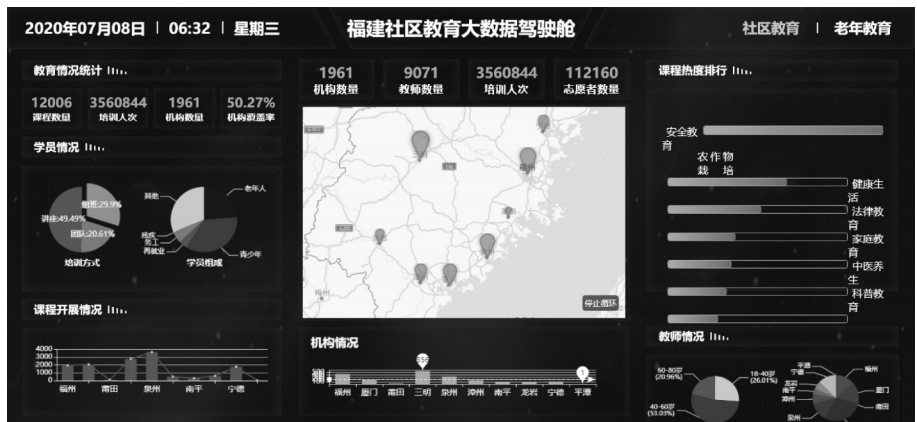 2020年07月08日 | 06:32 | 星期三
福建社区教育大数据驾驶舱
社区教育 | 老年教育
教育情况统计
12006 3560844 1961 50.27%
课程数量 培训人次 机构数量 机构覆盖率
学员情况
组班:29.9%
讲座:49.49%
团队:20.61%
培训方式
其他
老年人
残疾
务工
再就业
青少年
学员组成
课程开展情况
4000
3000
2000
1000
0
福州 莆田 泉州 南平 宁德
1961 9071 3560844 112160
机构数量 教师数量 培训人次 志愿者数量
福州
梅州
停止循环
机构情况
556
1
福州 厦门 莆田 三明 泉州 漳州 南平 龙岩 宁德 平潭
课程热度排行
安全教
育
农作物
栽 培
健康生
活
法律教
育
家庭教
育
中医养
生
科普教
育
教师情况
60-80岁
(20.96%)
18-40岁
(26.01%)
40-60岁
(53.03%)
平潭
宁德
龙岩
南平
漳州
泉州
福州
厦门
莆田